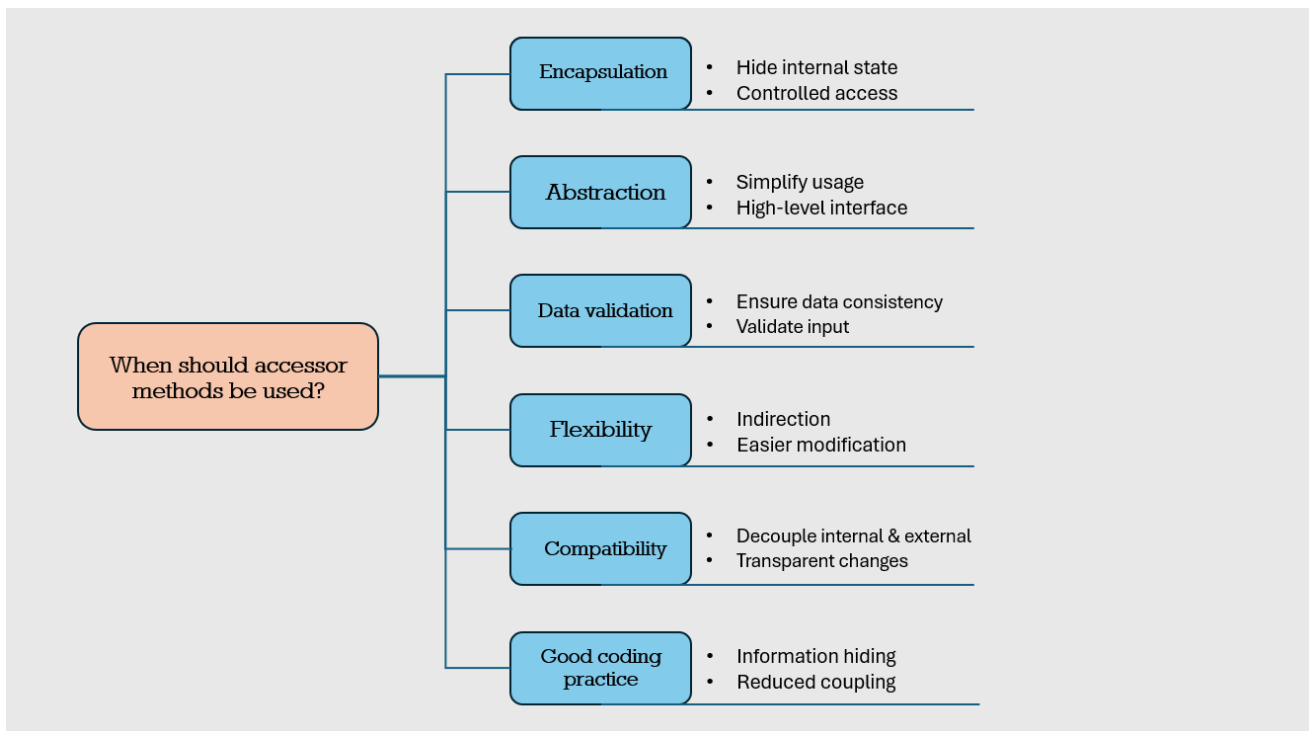 When should accessor
methods be used?
Encapsulation
• Hide internal state
• Controlled access
Abstraction
• Simplify usage
• High-level interface
Data validation
• Ensure data consistency
• Validate input
Flexibility
• Indirection
• Easier modification
Compatibility
• Decouple internal & external
• Transparent changes
Good coding
practice
• Information hiding
• Reduced coupling